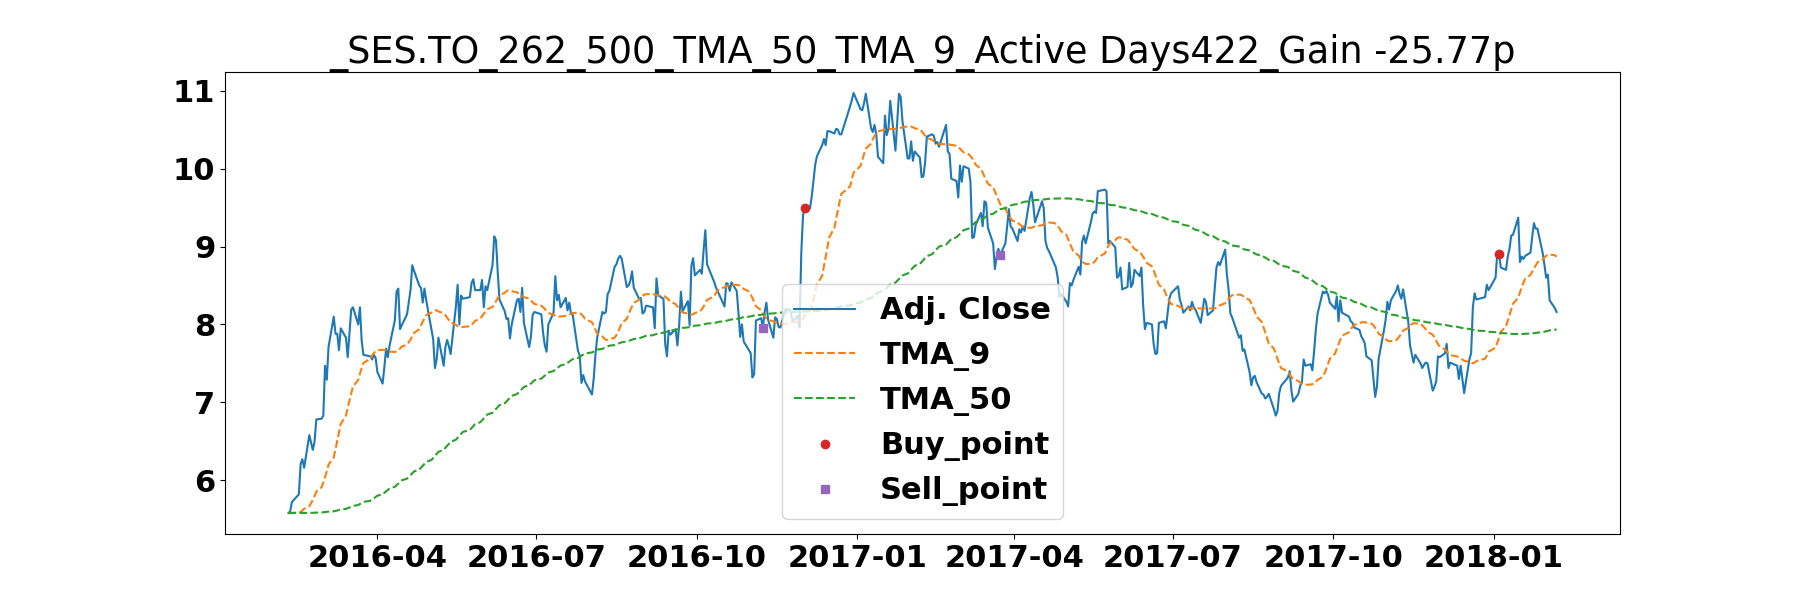 _SES.TO_262_500_TMA_50_TMA_9_Active Days422_Gain -25.77p
11
10
9
8
7
6
Adj. Close
TMA_9
TMA_50
Buy_point
Sell_point
2016-04 2016-07 2016-10 2017-01 2017-04 2017-07 2017-10 2018-01